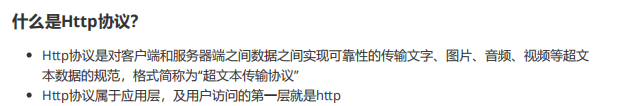 什么是Http协议?
Http协议是对客户端和服务器端之间数据之间实现可靠性的传输文字、图片、音频、视频等超文
本数据的规范，格式简称为“超文本传输协议”
Http协议属于应用层，及用户访问的第一层就是http